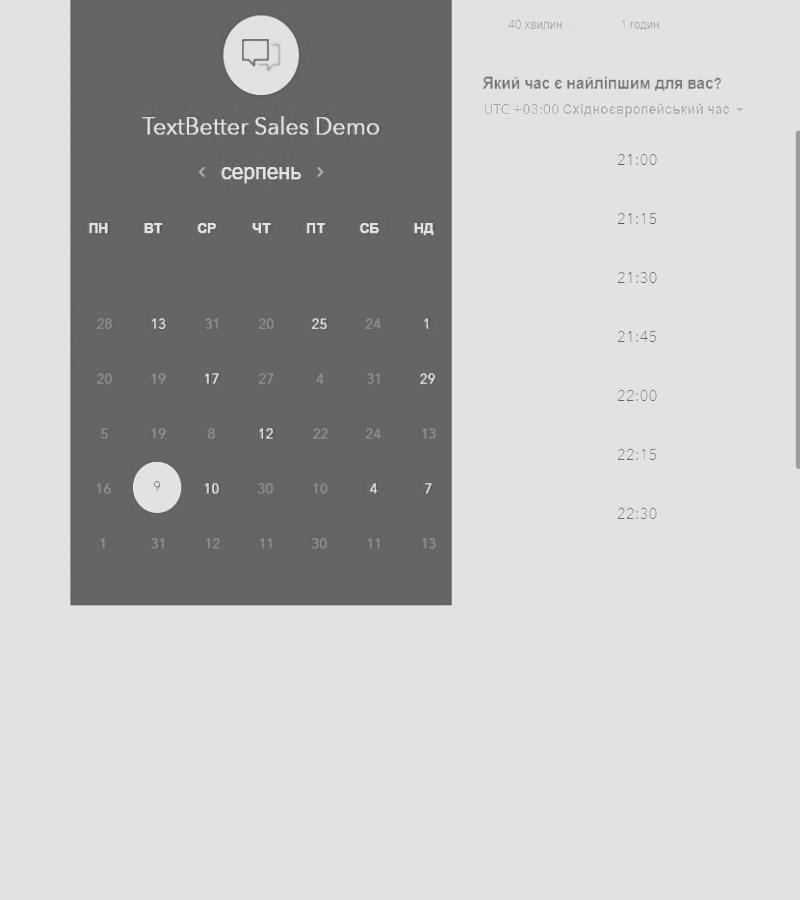 TextBetter Sales Demo
серпень
ПН ВТ СР ЧТ ПТ СБ НД
28 13 31 20 25 24 1
20 19 17 27 4 31 29
5 19 8 12 22 24 13
16 9 10 30 10 4 7
1 31 12 11 30 11 13
40 хвилин 1 годин
Який час є найліпшим для вас?
UTC +03:00 Східноєвропейський час
21:00
21:15
21:30
21:45
22:00
22:15
22:30